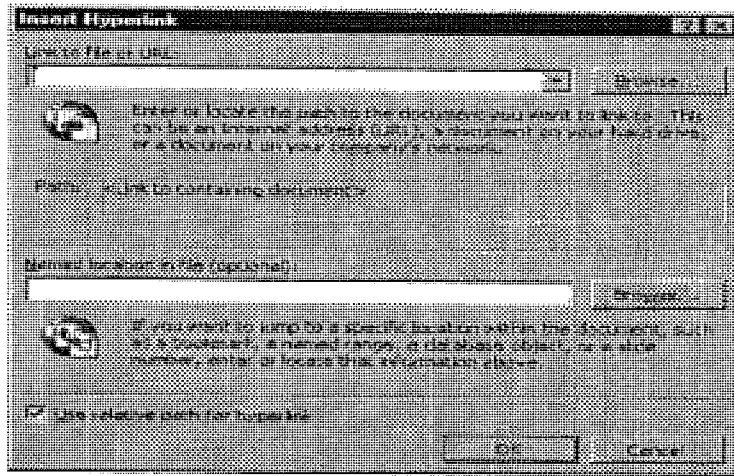 Insert Hyperlink
Link to file or URL:
Browse...
Enter or locate the path to the document you want to link to. This
can be an Internet address (URL), a document on your hard drive,
or a document on your company's network.
Path: <Link to containing document>
Named location in file (optional):
Browse...
If you want to jump to a specific location within the document, such
as a bookmark, a named range, a database object, or a slide
number, enter or locate that information above.
Use relative path for hyperlink
OK
Cancel